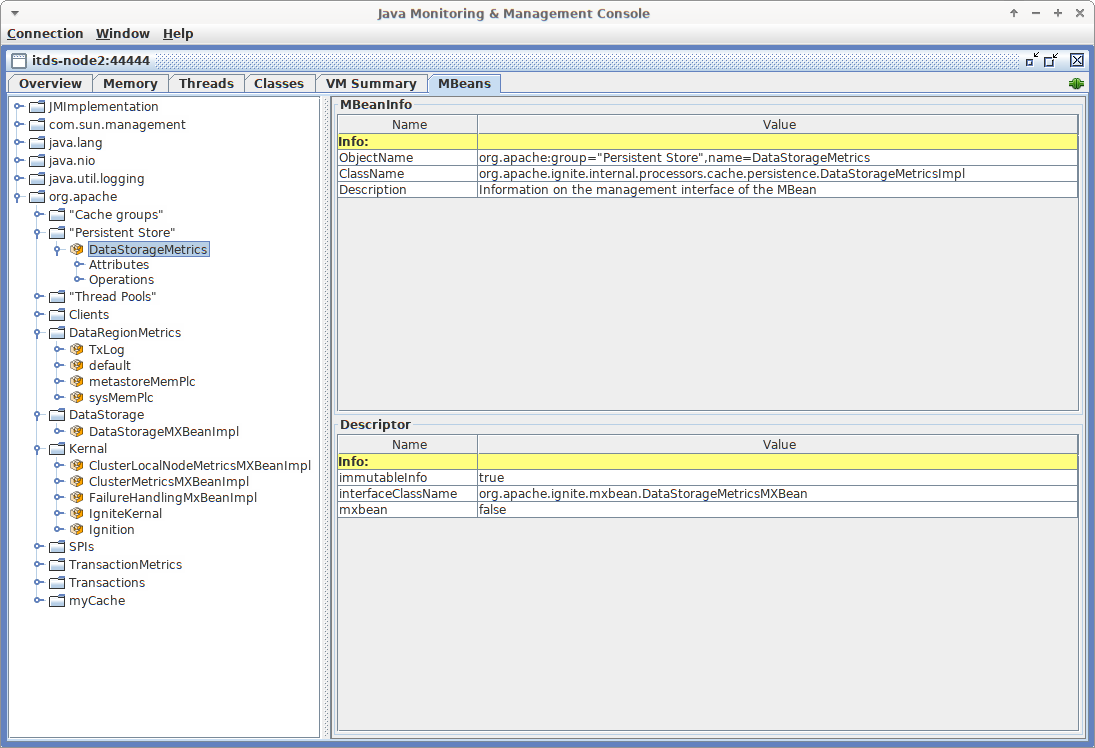 Java Monitoring & Management Console
Connection Window Help
itds-node2:44444
Overview Memory Threads Classes VM Summary MBeans
JMImplementation
com.sun.management
java.lang
java.nio
java.util.logging
org.apache
"Cache groups"
"Persistent Store"
DataStorageMetrics
Attributes
Operations
"Thread Pools"
Clients
DataRegionMetrics
TxLog
default
metastoreMemPlc
sysMemPlc
DataStorage
DataStorageMXBeanImpl
Kernal
ClusterLocalNodeMetricsMXBeanImpl
ClusterMetricsMXBeanImpl
FailureHandlingMxBeanImpl
IgniteKernal
Ignition
SPIs
TransactionMetrics
Transactions
myCache
MBeanInfo
Name Value
Info:
ObjectName org.apache:group="Persistent Store",name=DataStorageMetrics
ClassName org.apache.ignite.internal.processors.cache.persistence.DataStorageMetricsImpl
Description Information on the management interface of the MBean
Descriptor
Name Value
Info:
immutableInfo true
interfaceClassName org.apache.ignite.mxbean.DataStorageMetricsMXBean
mxbean false